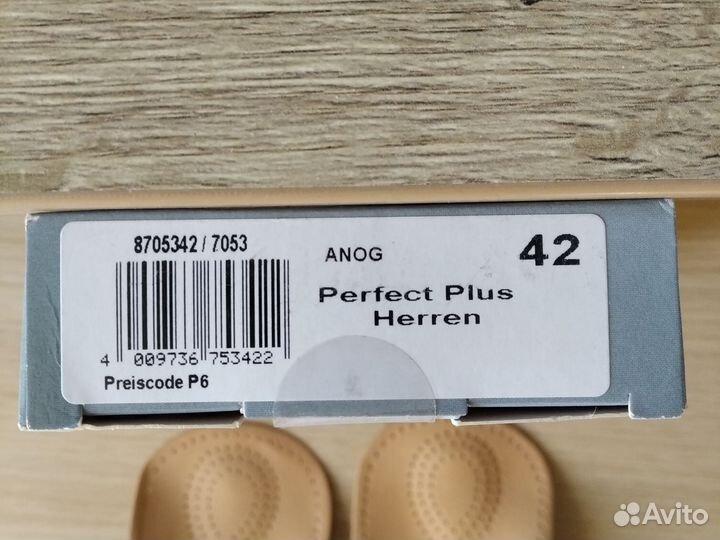 8705342 / 7053
ANOG
42
Perfect Plus
Herren
4 009736 753422
Preiscode P6
Avito